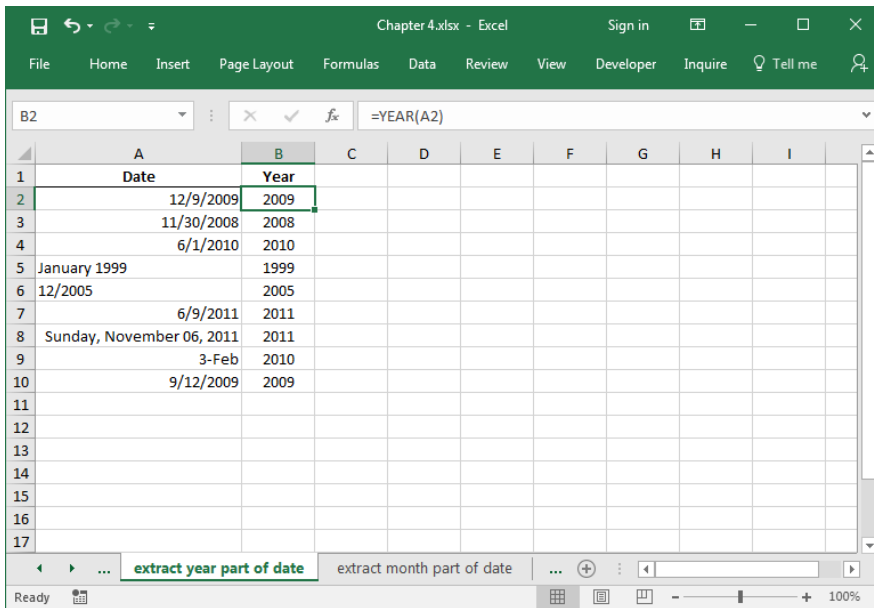 Chapter 4.xlsx - Excel Sign in
File Home Insert Page Layout Formulas Data Review View Developer Inquire Tell me
B2 fx =YEAR(A2)
A B C D E F G H I
1 Date Year
2 12/9/2009 2009
3 11/30/2008 2008
4 6/1/2010 2010
5 January 1999 1999
6 12/2005 2005
7 6/9/2011 2011
8 Sunday, November 06, 2011 2011
9 3-Feb 2010
10 9/12/2009 2009
11
12
13
14
15
16
17
... extract year part of date extract month part of date ...
Ready 100%